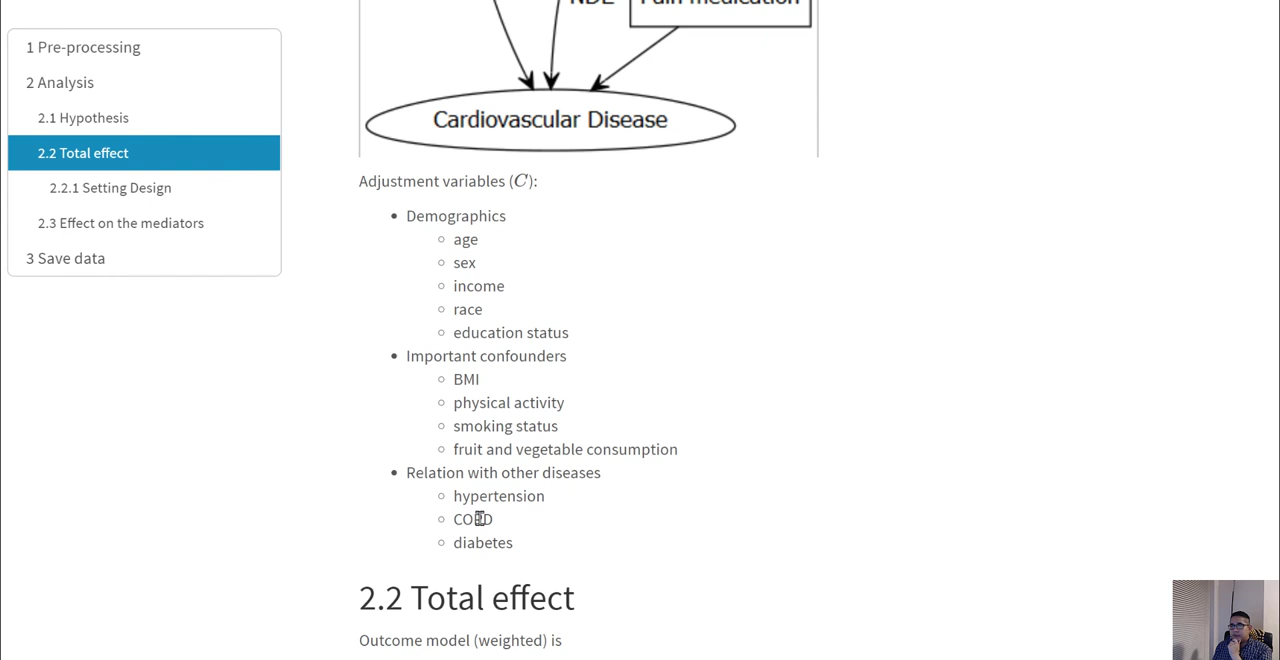 1 Pre-processing
2 Analysis
2.1 Hypothesis
2.2 Total effect
2.2.1 Setting Design
2.3 Effect on the mediators
3 Save data
NDE
Pain medication
Cardiovascular Disease
Adjustment variables (C):
• Demographics
○ age
○ sex
○ income
○ race
○ education status
• Important confounders
○ BMI
○ physical activity
○ smoking status
○ fruit and vegetable consumption
• Relation with other diseases
○ hypertension
○ COPD
○ diabetes
2.2 Total effect
Outcome model (weighted) is